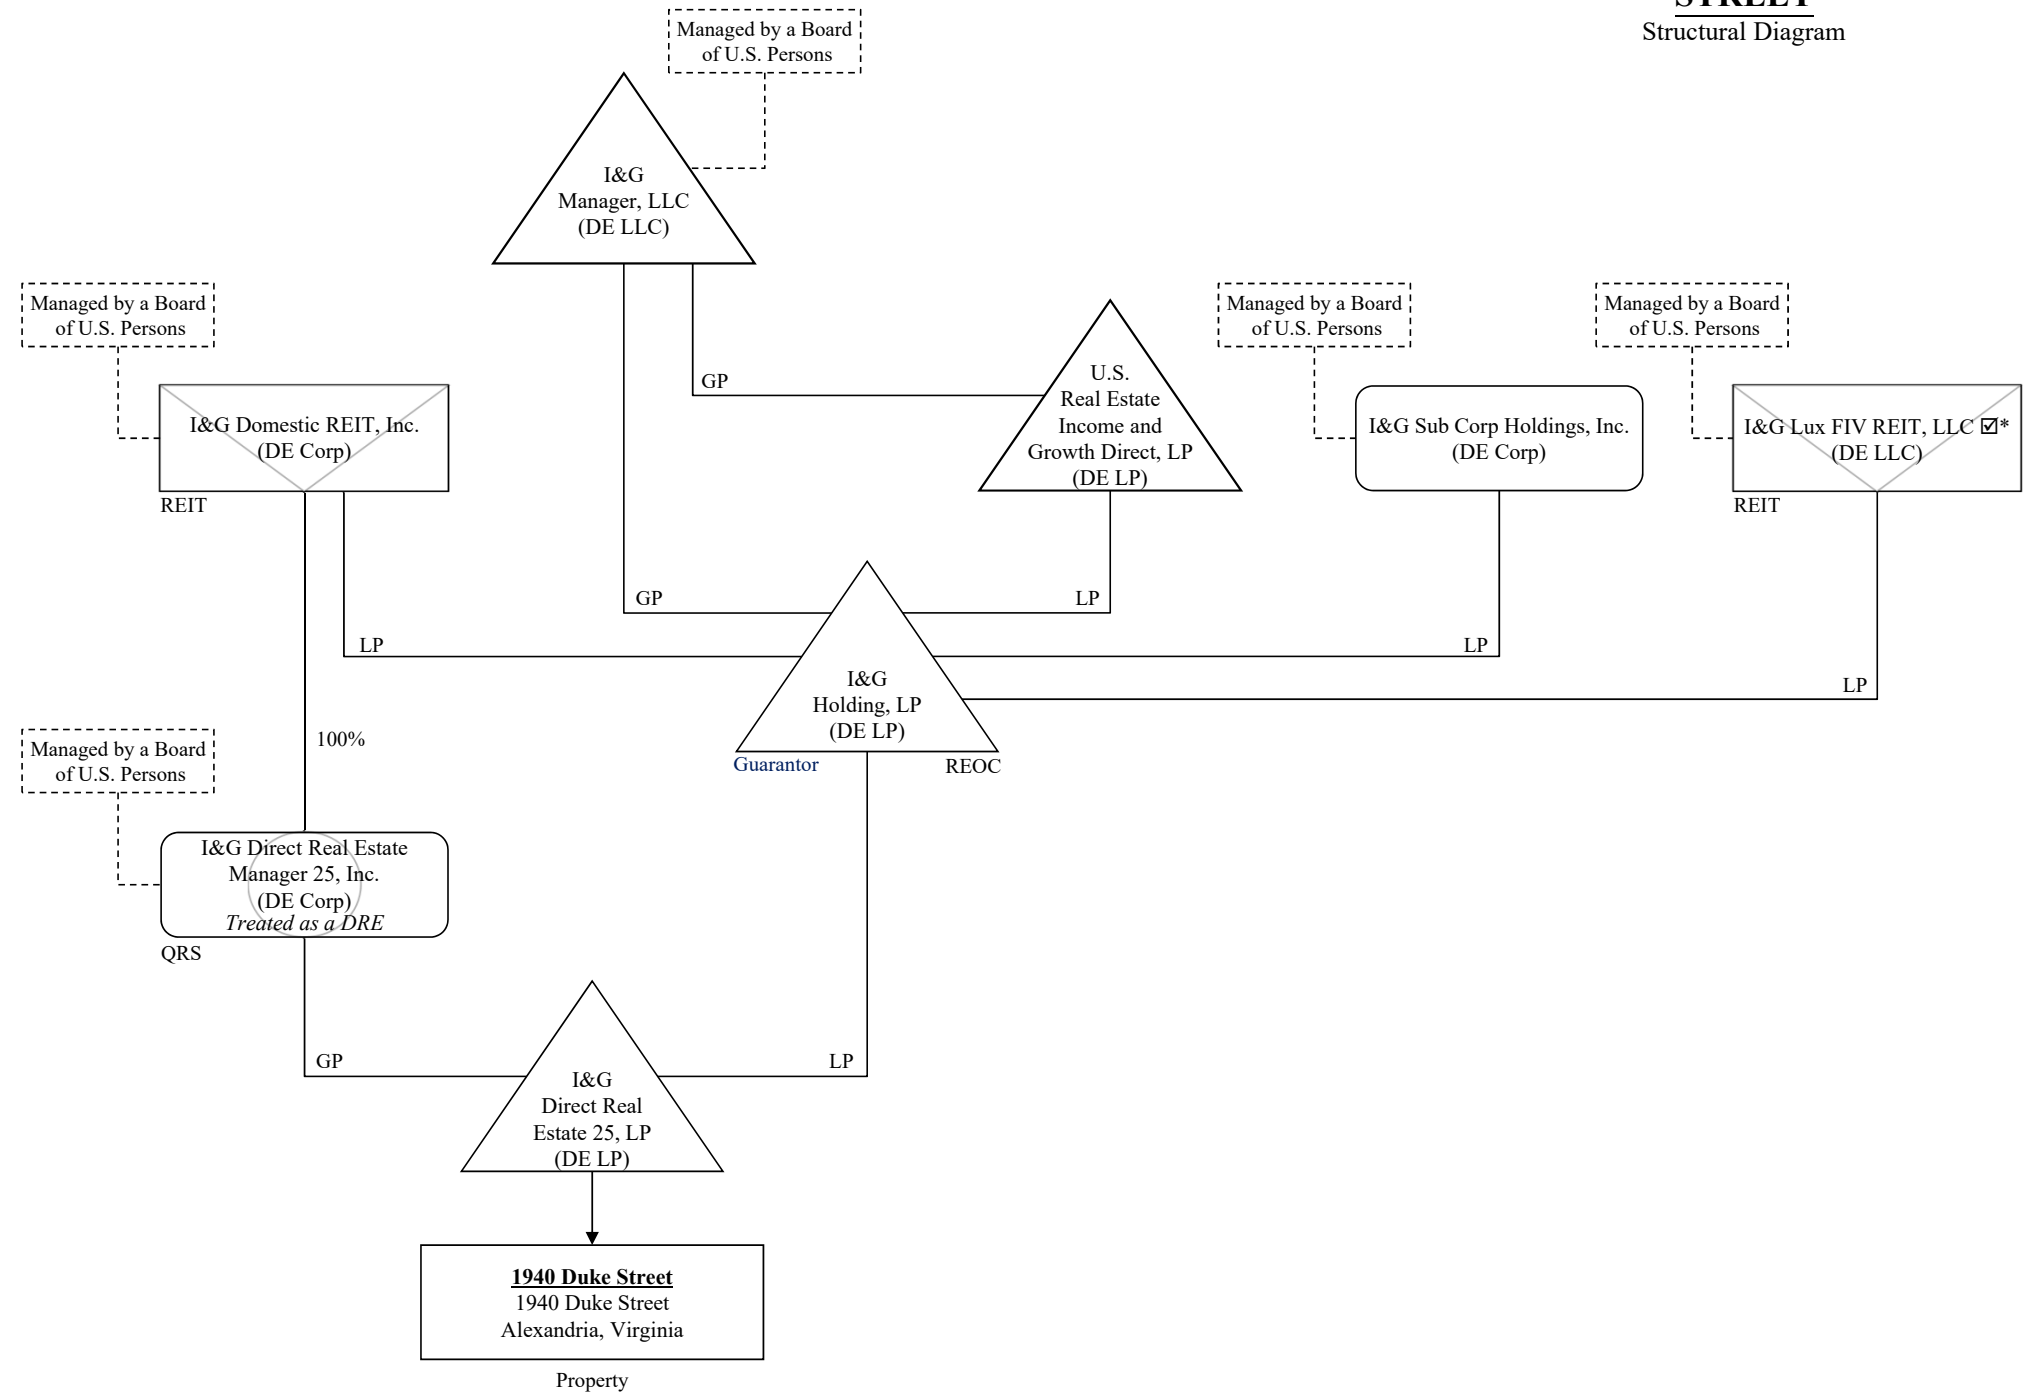 STREET
Structural Diagram
Managed by a Board
of U.S. Persons
I&G
Manager, LLC
(DE LLC)
Managed by a Board
of U.S. Persons
Managed by a Board
of U.S. Persons
Managed by a Board
of U.S. Persons
GP
U.S.
Real Estate
Income and
Growth Direct, LP
(DE LP)
I&G Domestic REIT, Inc.
(DE Corp)
REIT
I&G Sub Corp Holdings, Inc.
(DE Corp)
I&G Lux FIV REIT, LLC ☑*
(DE LLC)
REIT
GP
LP
LP
LP
LP
I&G
Holding, LP
(DE LP)
Guarantor
REOC
100%
Managed by a Board
of U.S. Persons
I&G Direct Real Estate
Manager 25, Inc.
(DE Corp)
Treated as a DRE
QRS
GP
LP
I&G
Direct Real
Estate 25, LP
(DE LP)
1940 Duke Street
1940 Duke Street
Alexandria, Virginia
Property